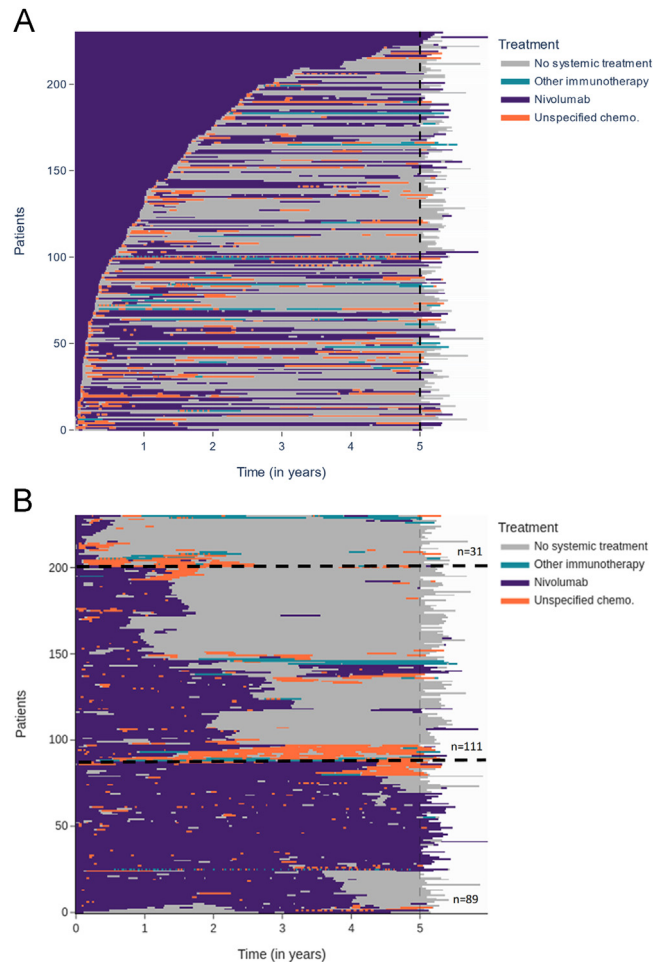 A
Treatment
No systemic treatment
Other immunotherapy
Nivolumab
Unspecified chemo.
Patients
200
150
100
50
0
1
2
3
4
5
Time (in years)
B
Treatment
No systemic treatment
Other immunotherapy
Nivolumab
Unspecified chemo.
n=31
Patients
200
150
100
50
0
n=111
n=89
0
1
2
3
4
5
Time (in years)